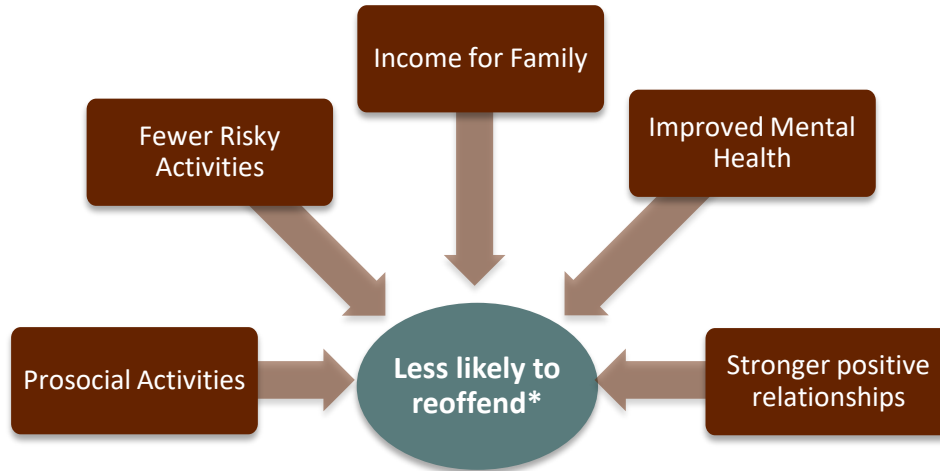 Income for Family
Fewer Risky
Activities
Improved Mental
Health
Prosocial Activities
Less likely to
reoffend*
Stronger positive
relationships